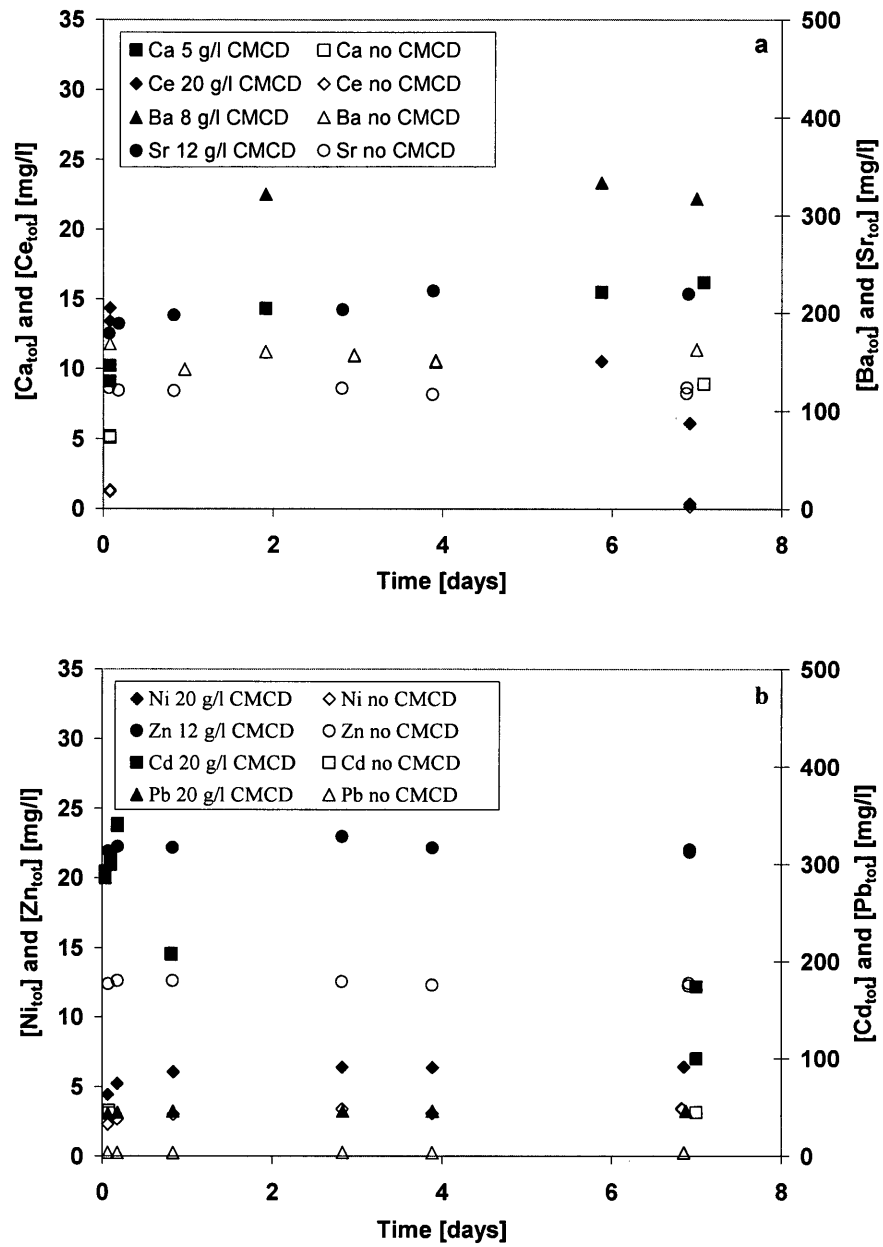 a
Ca 5 g/l CMCD Ca no CMCD
Ce 20 g/l CMCD Ce no CMCD
Ba 8 g/l CMCD Ba no CMCD
Sr 12 g/l CMCD Sr no CMCD
35
30
25
20
15
10
5
0
[Ca_tot] and [Ce_tot] [mg/l]
500
400
300
200
100
0
[Ba_tot] and [Sr_tot] [mg/l]
0 2 4 6 8
Time [days]
b
Ni 20 g/l CMCD Ni no CMCD
Zn 12 g/l CMCD Zn no CMCD
Cd 20 g/l CMCD Cd no CMCD
Pb 20 g/l CMCD Pb no CMCD
35
30
25
20
15
10
5
0
[Ni_tot] and [Zn_tot] [mg/l]
500
400
300
200
100
0
[Cd_tot] and [Pb_tot] [mg/l]
0 2 4 6 8
Time [days]